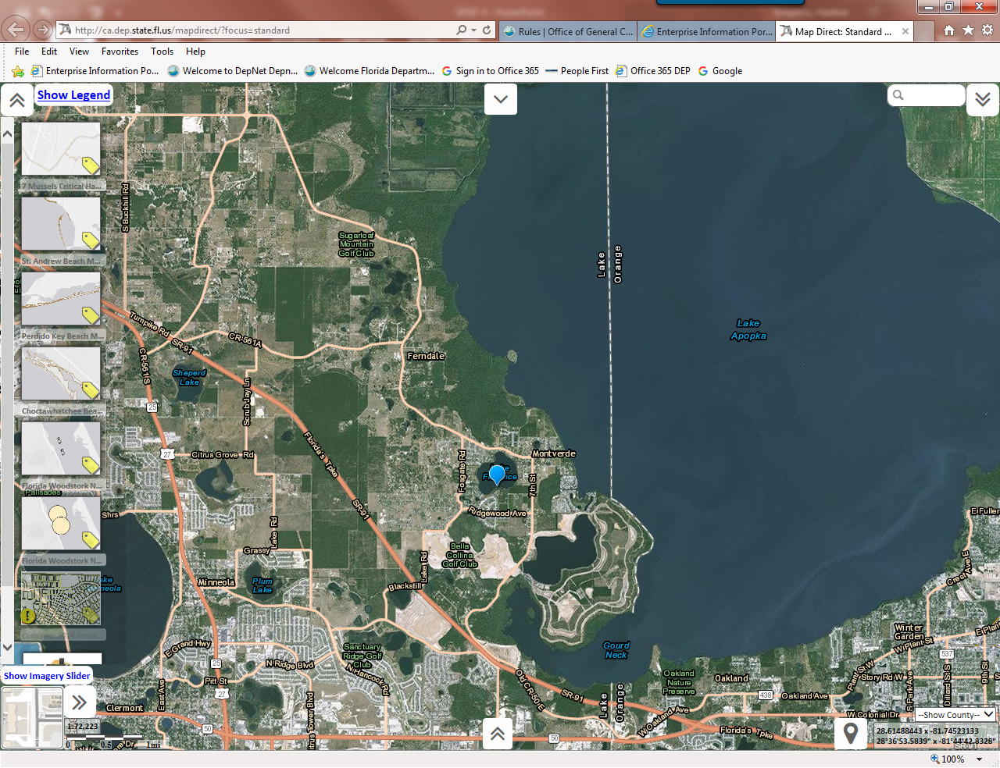 http://ca.dep.state.fl.us/mapdirect/?focus=standard
Rules | Office of General C...
Enterprise Information Por...
Map Direct: Standard ...
File Edit View Favorites Tools Help
Enterprise Information Po...
Welcome to DepNet Depn...
Welcome Florida Departm...
Sign in to Office 365
People First
Office 365 DEP
Google
Show Legend
7 Mussels Critical Ha...
St. Andrew Beach M...
Perdido Key Beach M...
Choctawhatchee Bea...
Florida Woodstork N...
Palisades
Florida Woodstork N...
Show Imagery Slider
S Buckhill Rd
Sugarloaf
Mountain
Golf Club
Lake
Orange
Lake
Apopka
Turnpike Rd
SR-91
CR-561A
CR-561 S
Ferndale
Sheperd
Lake
Scrub Jay Ln
25
27
Citrus Grove Rd
Florida's Tpke
SR-91
Fosgate Rd
Montverde
7th St
Ridgewood Ave
Shrs
Grassy
Lake Rd
Bella
Collina
Golf Club
Minneola
Plum
Lake
Blackstill
Lake Rd
E Fuller
Crest Ave E
Winter
Garden
E Plan
W Plant St
537
Gourd
Neck
Sanctuary
Ridge Golf
Club
E Grand Hwy
25
N Ridge Blvd
N Hancock Rd
Pitt St
27
East Ave
Clermont
50
Old CR-50 E
SR-91
Oakland
Nature
Preserve
Oakland
438
Oakland Ave
Plant St W
Story Rd W
S Park Ave
Dillard St S
9th St
W Colonial Dr
W Oakland Ave
Florida's Tpke
50
Lake
Orange
SR-91
1:72,223
0 0.5 1mi
--Show County--
28.61488443 x -81.74523133
28°36'53.5839" x -81°44'42.8328"
100%